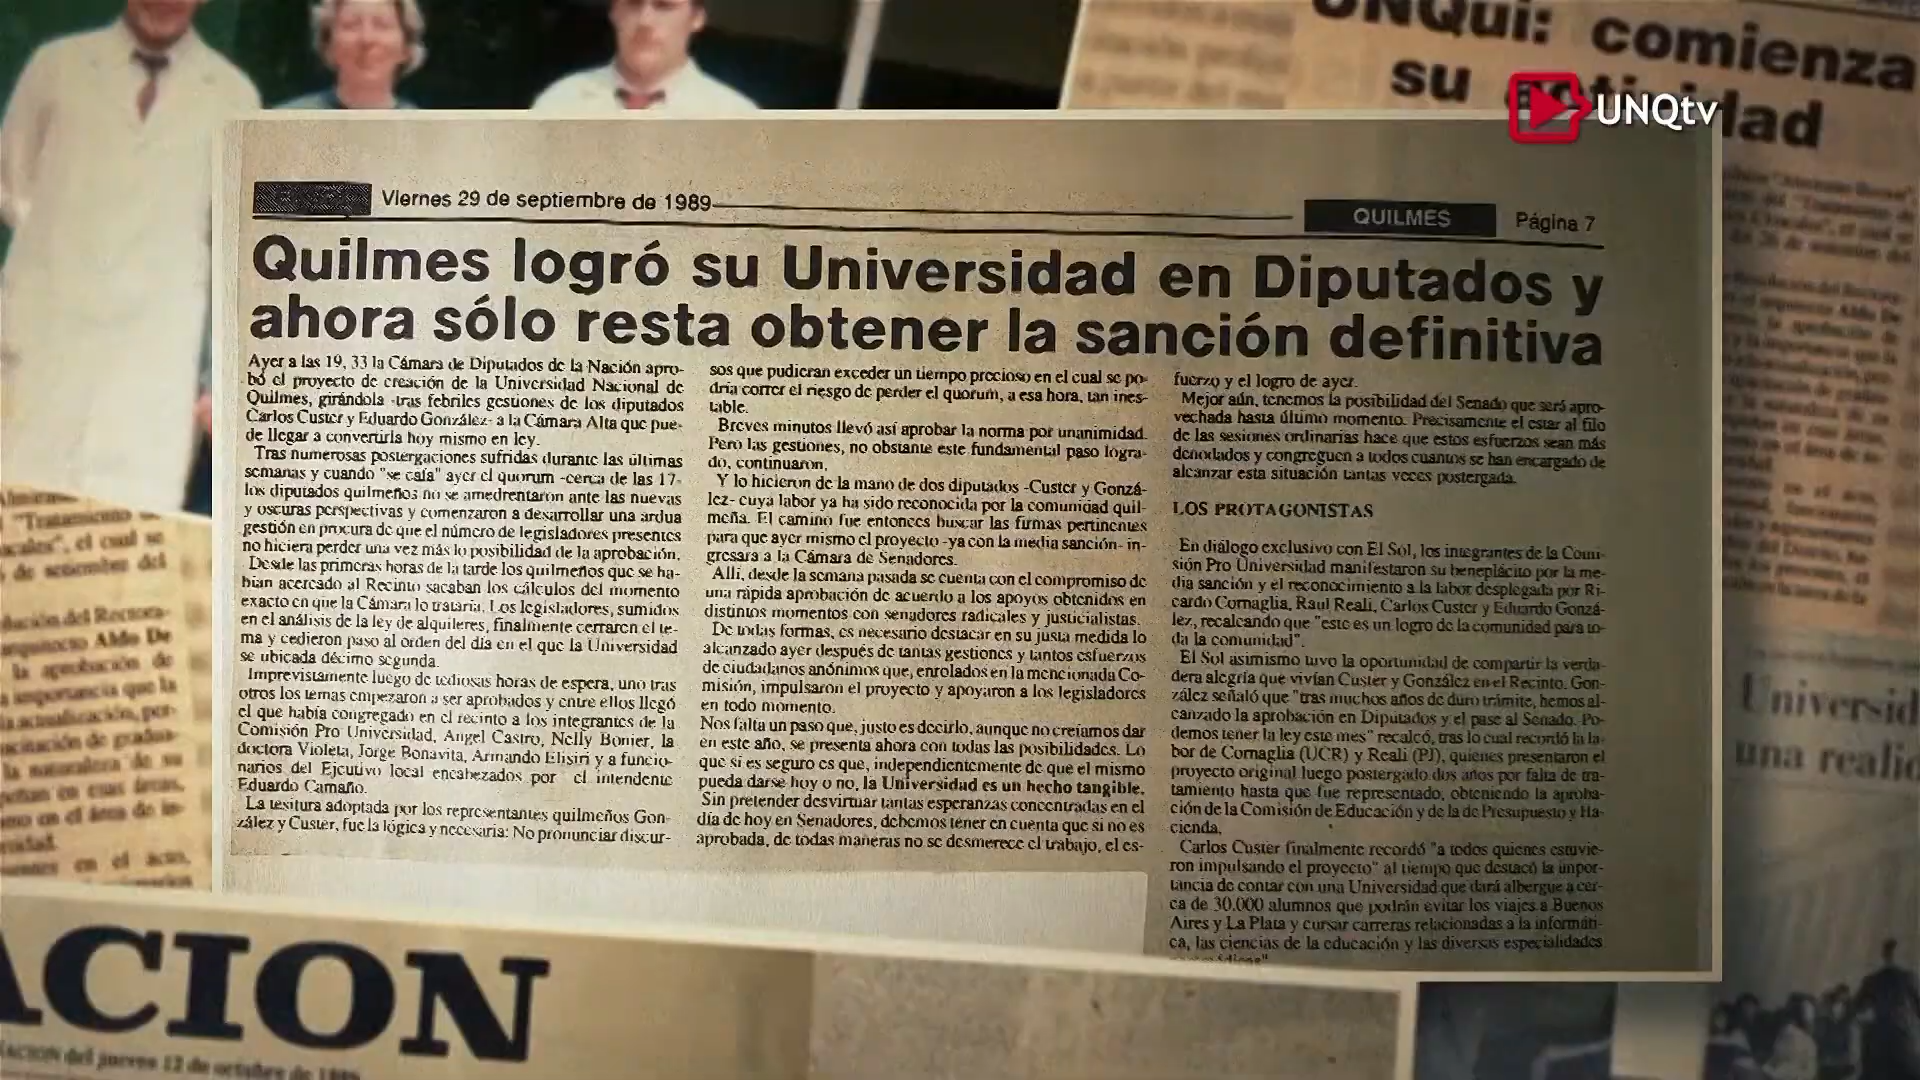 UNQui: comienza
su actividad
UNQtv
Viernes 29 de septiembre de 1989
QUILMES
Página 7
Quilmes logró su Universidad en Diputados y
ahora sólo resta obtener la sanción definitiva
Ayer a las 19, 33 la Cámara de Diputados de la Nación apro-
bó el proyecto de creación de la Universidad Nacional de
Quilmes, girándola -tras febriles gestiones de los diputados
Carlos Custer y Eduardo González- a la Cámara Alta que pue-
de llegar a convertirla hoy mismo en ley.
Tras numerosas postergaciones sufridas durante las últimas
semanas y cuando "se caía" ayer el quorum -cerca de las 17-
los diputados quilmeños no se amedrentaron ante las nuevas
y oscuras perspectivas y comenzaron a desarrollar una ardua
gestión en procura de que el número de legisladores presentes
no hiciera perder una vez más lo posibilidad de la aprobación.
Desde las primeras horas de la tarde los quilmeños que se ha-
bían acercado al Recinto sacaban los cálculos del momento
exacto en que la Cámara lo trataría. Los legisladores, sumidos
en el análisis de la ley de alquileres, finalmente cerraron el te-
ma y cedieron paso al orden del día en el que la Universidad
se ubicada décimo segunda.
Imprevistamente luego de tediosas horas de espera, uno tras
otros los temas empezaron a ser aprobados y entre ellos llegó
el que había congregado en el recinto a los integrantes de la
Comisión Pro Universidad, Angel Castro, Nelly Bonier, la
doctora Violeta, Jorge Bonavita, Armando Elisiri y a funcio-
narios del Ejcutivo local encabezados por el intendente
Eduardo Camaño.
La tesitura adoptada por los representantes quilmeños Gon-
zález y Custer, fue la lógica y necesaria: No pronunciar discur-
sos que pudieran exceder un tiempo precioso en el cual se po-
dría correr el riesgo de perder el quorum, a esa hora, tan ines-
table.
Breves minutos llevó así aprobar la norma por unanimidad.
Pero las gestiones, no obstante este fundamental paso logra-
do, continuaron.
Y lo hicieron de la mano de dos diputados -Custer y Gonzá-
lez- cuya labor ya ha sido reconocida por la comunidad quil-
meña. El camino fue entonces buscar las firmas pertinentes
para que ayer mismo el proyecto -ya con la media sanción- in-
gresara a la Cámara de Senadores.
Allí, desde la semana pasada se cuenta con el compromiso de
una rápida aprobación de acuerdo a los apoyos obtenidos en
distintos momentos con senadores radicales y justicialistas.
De todas formas, es necesario destacar en su justa medida lo
alcanzado ayer después de tantas gestiones y tantos esfuerzos
de ciudadanos anónimos que, enrolados en la mencionada Co-
misión, impulsaron el proyecto y apoyaron a los legisladores
en todo momento.
Nos falta un paso que, justo es decirlo, aunque no creíamos dar
en este año, se presenta ahora con todas las posibilidades. Lo
que sí es seguro es que, independientemente de que el mismo
pueda darse hoy o no, la Universidad es un hecho tangible.
Sin pretender desvirtuar tantas esperanzas concentradas en el
día de hoy en Senadores, debemos tener en cuenta que si no es
aprobada, de todas maneras no se desmerece el trabajo, el es-
fuerzo y el logro de ayer.
Mejor aún, tenemos la posibilidad del Senado que será apro-
vechada hasta último momento. Precisamente el estar al filo
de las sesiones ordinarias hace que estos esfuerzos sean más
denodados y congreguen a todos cuantos se han encargado de
alcanzar esta situación tantas veces postergada.
LOS PROTAGONISTAS
En diálogo exclusivo con El Sol, los integrantes de la Comi-
sión Pro Universidad manifestaron su beneplácito por la me-
dia sanción y el reconocimiento a la labor desplegada por Ri-
cardo Cornaglia, Raul Reali, Carlos Custer y Eduardo Gonzá-
lez, recalcando que "este es un logro de la comunidad para to-
da la comunidad".
El Sol asimismo tuvo la oportunidad de compartir la verda-
dera alegría que vivían Custer y González en el Recinto. Gon-
zález señaló que "tras muchos años de duro trámite, hemos al-
canzado la aprobación en Diputados y el pase al Senado. Po-
demos tener la ley este mes" recalcó, tras lo cual recordó la la-
bor de Cornaglia (UCR) y Reali (PJ), quienes presentaron el
proyecto original luego postergado dos años por falta de tra-
tamiento hasta que fue representado, obteniendo la aproba-
ción de la Comisión de Educación y de la de Presupuesto y Ha-
cienda.
Carlos Custer finalmente recordó "a todos quienes estuvie-
ron impulsando el proyecto" al tiempo que destacó la impor-
tancia de contar con una Universidad que dará albergue a cer-
ca de 30.000 alumnos que podrán evitar los viajes a Buenos
Aires y La Plata y cursar carreras relacionadas a la informáti-
ca, las ciencias de la educación y las diversas especialidades
Universid
una realid
ACION
ACION del jueves 12 de octubre de 1989